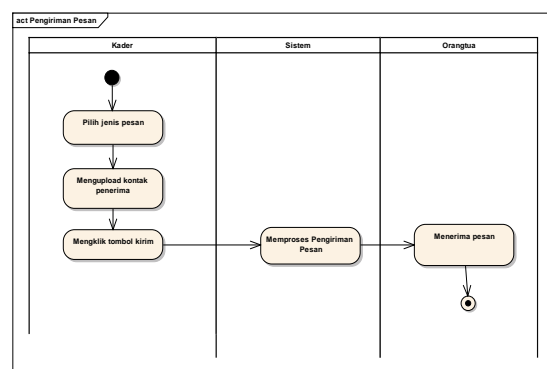 act Pengiriman Pesan
Kader
Sistem
Orangtua
Pilih jenis pesan
Mengupload kontak
penerima
Mengklik tombol kirim
Memproses Pengiriman
Pesan
Menerima pesan